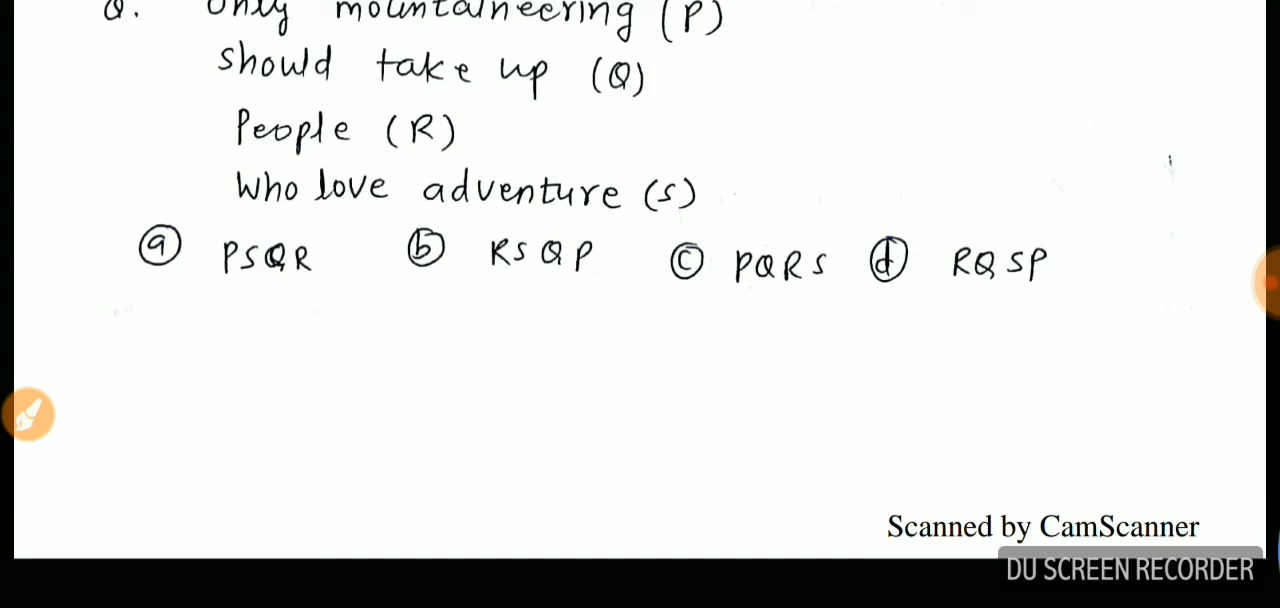 Q. Only mountaineering (P)
should take up (Q)
People (R)
Who love adventure (S)
(a) PSQR (b) RSQP (c) PQRS (d) RQSP
Scanned by CamScanner
DU SCREEN RECORDER